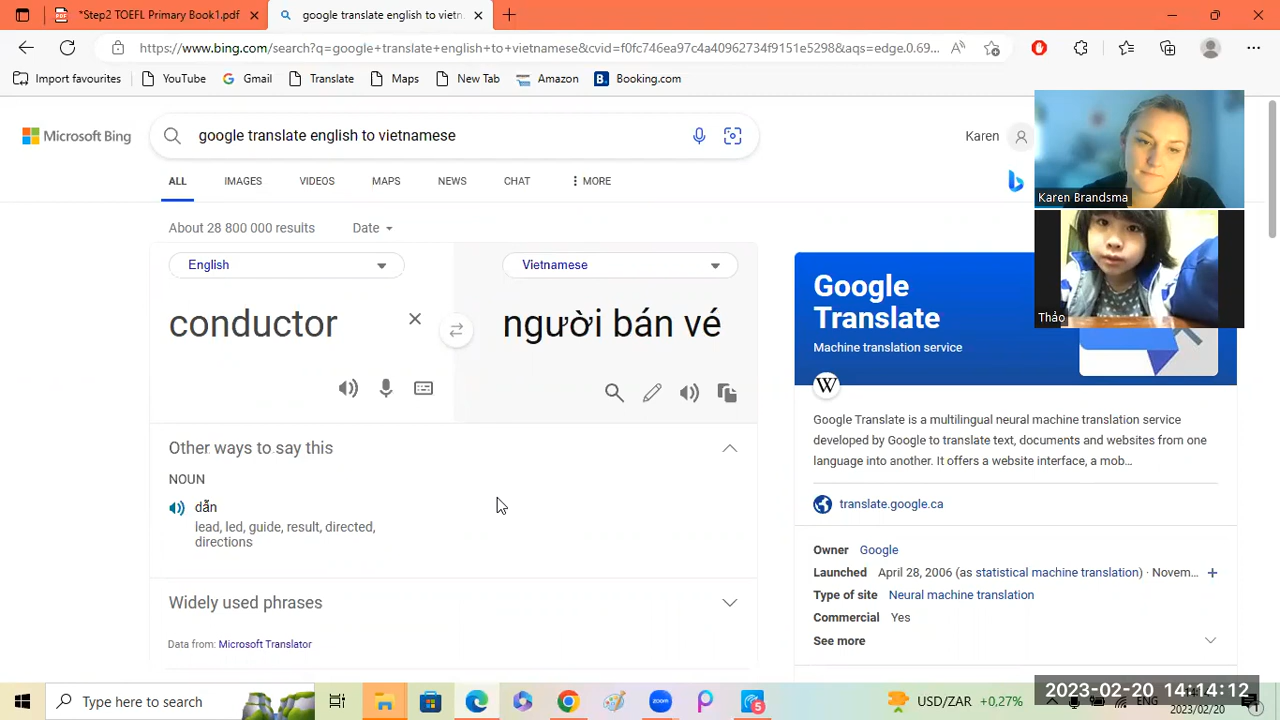 "Step2 TOEFL Primary Book1.pdf
google translate english to vietn
https://www.bing.com/search?q=google+translate+english+to+vietnamese&cvid=f0fc746ea97c4a40962734f9151e5298&aqs=edge.0.69...
Import favourites YouTube Gmail Translate Maps New Tab Amazon Booking.com
Microsoft Bing
google translate english to vietnamese
Karen
ALL IMAGES VIDEOS MAPS NEWS CHAT MORE
About 28 800 000 results Date
English
Vietnamese
conductor
người bán vé
Other ways to say this
NOUN
dẫn
lead, led, guide, result, directed,
directions
Widely used phrases
Data from: Microsoft Translator
Google
Translate
Machine translation service
W
Google Translate is a multilingual neural machine translation service
developed by Google to translate text, documents and websites from one
language into another. It offers a website interface, a mob...
translate.google.ca
Owner Google
Launched April 28, 2006 (as statistical machine translation) · Novem...
Type of site Neural machine translation
Commercial Yes
See more
Karen Brandsma
Thảo
Type here to search
zoom
5
USD/ZAR +0,27%
ENG
2023-02-20 14:14:12
2023/02/20
1